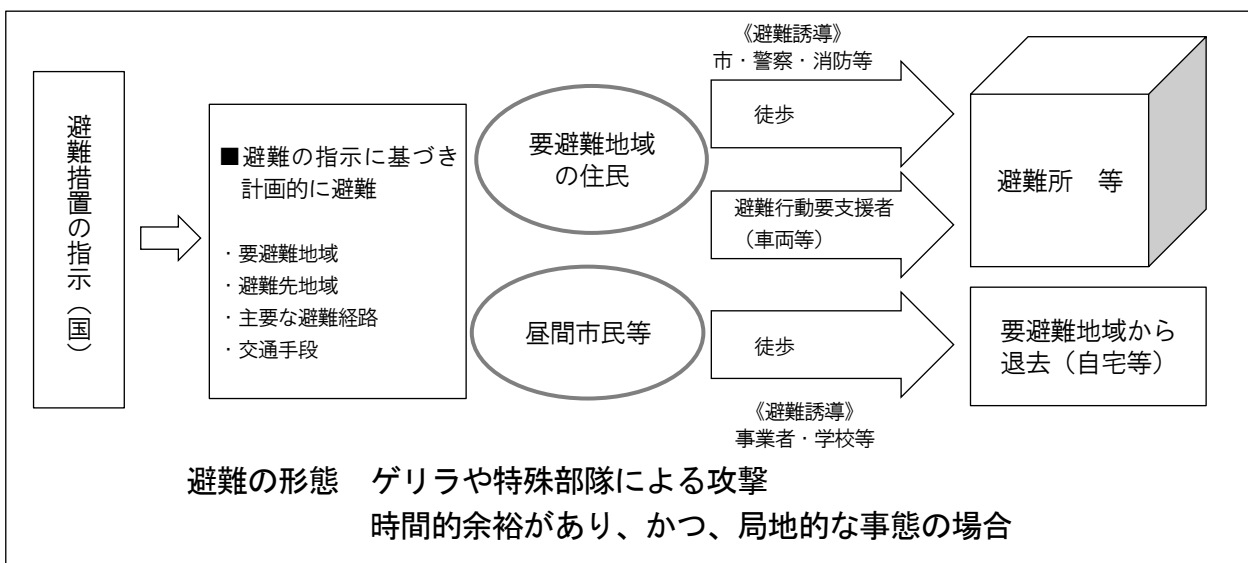 避難措置の指示（国）
■避難の指示に基づき
計画的に避難
・要避難地域
・避難先地域
・主要な避難経路
・交通手段
要避難地域
の住民
昼間市民等
《避難誘導》
市・警察・消防等
徒歩
避難行動要支援者
（車両等）
徒歩
《避難誘導》
事業者・学校等
避難所　等
要避難地域から
退去（自宅等）
避難の形態　ゲリラや特殊部隊による攻撃
時間的余裕があり、かつ、局地的な事態の場合